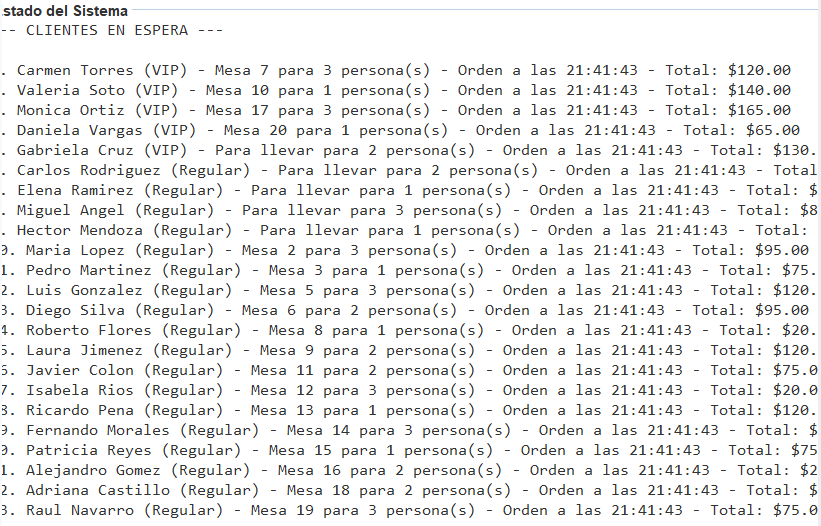 stado del Sistema
-- CLIENTES EN ESPERA ---
. Carmen Torres (VIP) - Mesa 7 para 3 persona(s) - Orden a las 21:41:43 - Total: $120.00
. Valeria Soto (VIP) - Mesa 10 para 1 persona(s) - Orden a las 21:41:43 - Total: $140.00
. Monica Ortiz (VIP) - Mesa 17 para 3 persona(s) - Orden a las 21:41:43 - Total: $165.00
. Daniela Vargas (VIP) - Mesa 20 para 1 persona(s) - Orden a las 21:41:43 - Total: $65.00
. Gabriela Cruz (VIP) - Para llevar para 2 persona(s) - Orden a las 21:41:43 - Total: $130.
. Carlos Rodriguez (Regular) - Para llevar para 2 persona(s) - Orden a las 21:41:43 - Total
. Elena Ramirez (Regular) - Para llevar para 1 persona(s) - Orden a las 21:41:43 - Total: $
. Miguel Angel (Regular) - Para llevar para 3 persona(s) - Orden a las 21:41:43 - Total: $8
. Hector Mendoza (Regular) - Para llevar para 1 persona(s) - Orden a las 21:41:43 - Total:
0. Maria Lopez (Regular) - Mesa 2 para 3 persona(s) - Orden a las 21:41:43 - Total: $95.00
1. Pedro Martinez (Regular) - Mesa 3 para 1 persona(s) - Orden a las 21:41:43 - Total: $75.
2. Luis Gonzalez (Regular) - Mesa 5 para 3 persona(s) - Orden a las 21:41:43 - Total: $120.
3. Diego Silva (Regular) - Mesa 6 para 2 persona(s) - Orden a las 21:41:43 - Total: $95.00
4. Roberto Flores (Regular) - Mesa 8 para 1 persona(s) - Orden a las 21:41:43 - Total: $20.
5. Laura Jimenez (Regular) - Mesa 9 para 2 persona(s) - Orden a las 21:41:43 - Total: $120.
6. Javier Colon (Regular) - Mesa 11 para 2 persona(s) - Orden a las 21:41:43 - Total: $75.0
7. Isabela Rios (Regular) - Mesa 12 para 3 persona(s) - Orden a las 21:41:43 - Total: $20.0
8. Ricardo Pena (Regular) - Mesa 13 para 1 persona(s) - Orden a las 21:41:43 - Total: $120.
9. Fernando Morales (Regular) - Mesa 14 para 3 persona(s) - Orden a las 21:41:43 - Total: $
0. Patricia Reyes (Regular) - Mesa 15 para 1 persona(s) - Orden a las 21:41:43 - Total: $75
1. Alejandro Gomez (Regular) - Mesa 16 para 2 persona(s) - Orden a las 21:41:43 - Total: $2
2. Adriana Castillo (Regular) - Mesa 18 para 2 persona(s) - Orden a las 21:41:43 - Total: $
3. Raul Navarro (Regular) - Mesa 19 para 3 persona(s) - Orden a las 21:41:43 - Total: $75.0